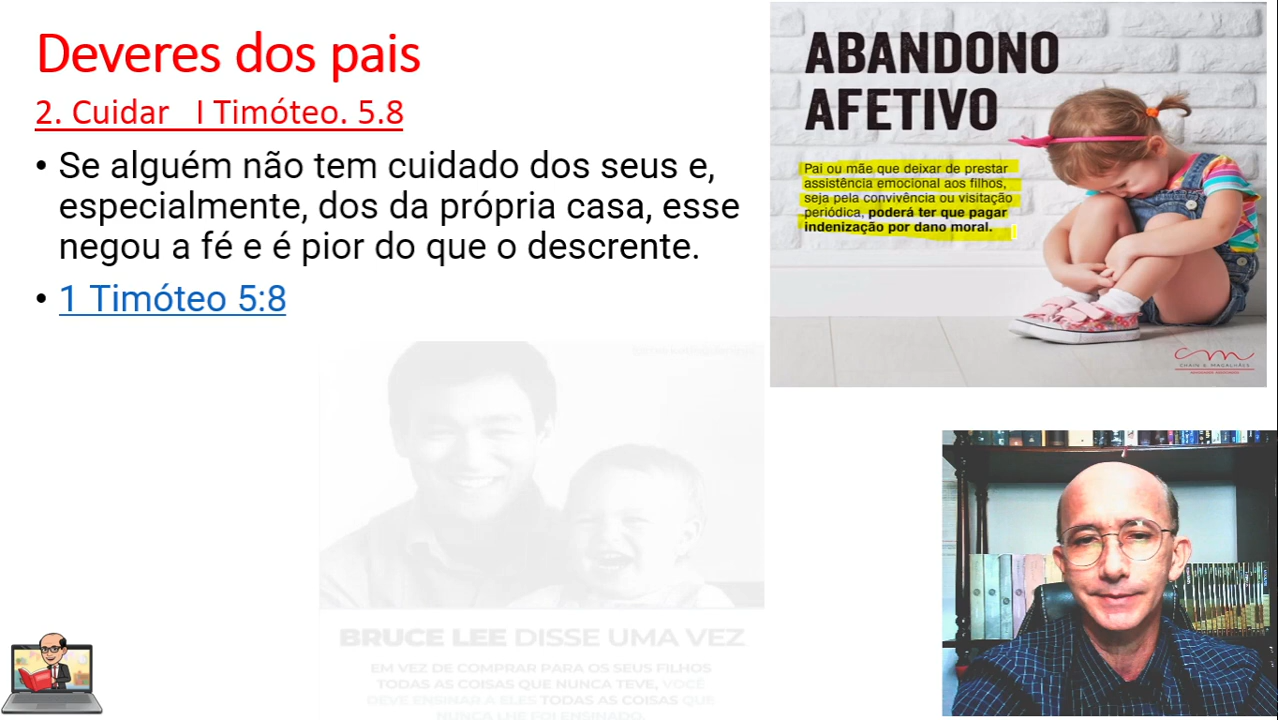 Deveres dos pais
2. Cuidar I Timóteo. 5.8
• Se alguém não tem cuidado dos seus e,
especialmente, dos da própria casa, esse
negou a fé e é pior do que o descrente.
• 1 Timóteo 5:8
ABANDONO
AFETIVO
Pai ou mãe que deixar de prestar
assistência emocional aos filhos,
seja pela convivência ou visitação
periódica, poderá ter que pagar
indenização por dano moral.
cm
CHAIN & MAGALHÃES
BRUCE LEE DISSE UMA VEZ
EM VEZ DE COMPRAR PARA OS SEUS FILHOS
TODAS AS COISAS QUE NUNCA TEVE, VOCÊ
DEVE ENSINAR A ELES TODAS AS COISAS QUE
NUNCA LHE FOI ENSINADO.